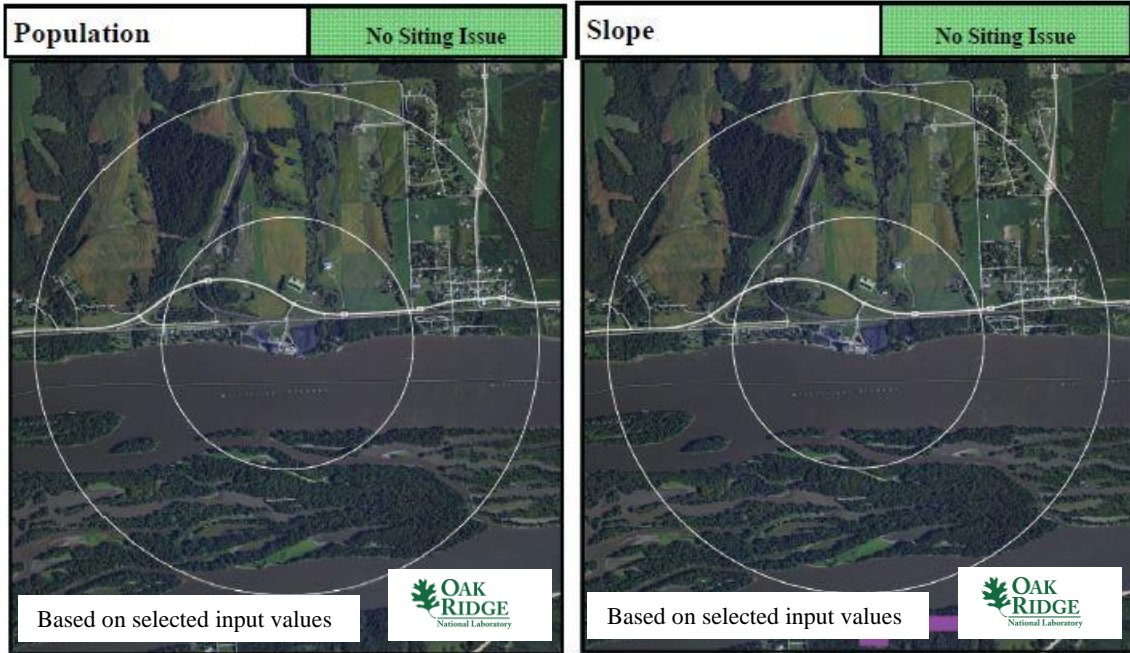 Population
No Siting Issue
Slope
No Siting Issue
Based on selected input values
OAK
RIDGE
National Laboratory
Based on selected input values
OAK
RIDGE
National Laboratory